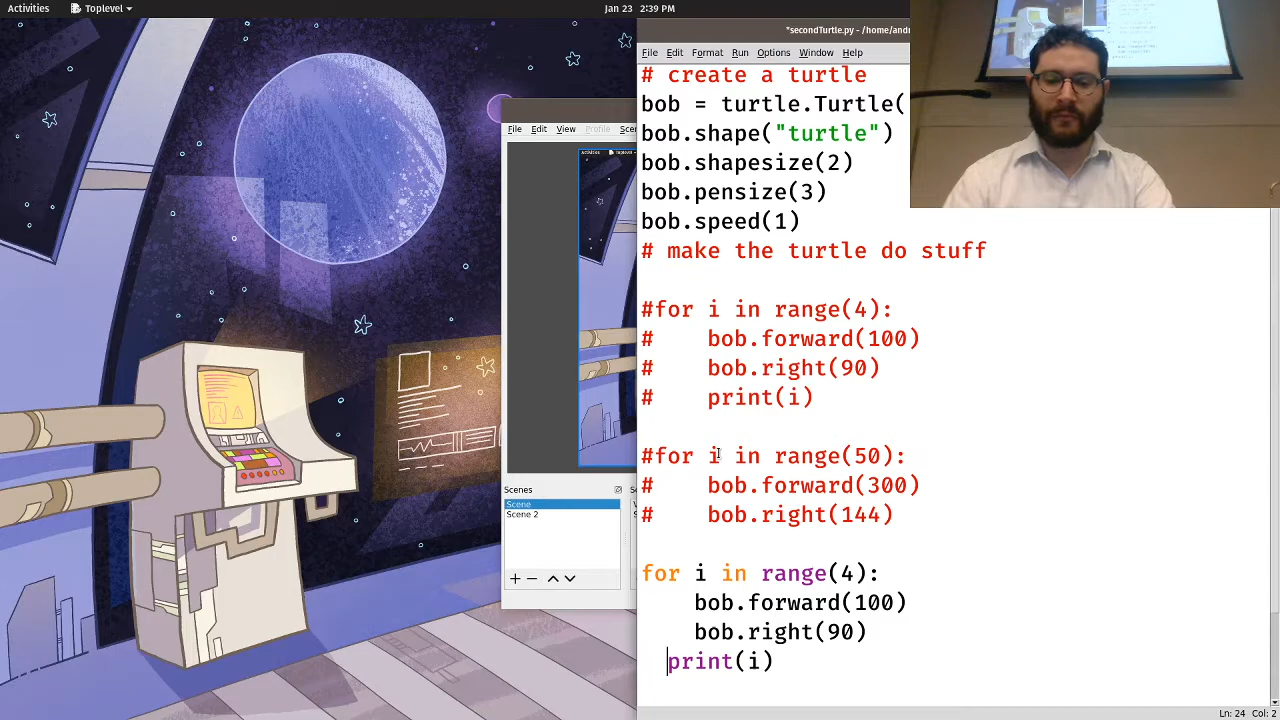 Activities Toplevel Jan 23 2:39 PM
*secondTurtle.py - /home/andr
File Edit Format Run Options Window Help
# create a turtle
bob = turtle.Turtle(
bob.shape("turtle")
bob.shapesize(2)
bob.pensize(3)
bob.speed(1)
# make the turtle do stuff
#for i in range(4):
#    bob.forward(100)
#    bob.right(90)
#    print(i)
#for i in range(50):
#    bob.forward(300)
#    bob.right(144)
for i in range(4):
    bob.forward(100)
    bob.right(90)
  print(i)
Ln: 24 Col: 2
File Edit View Profile Scen
Scenes
Scene
Scene 2